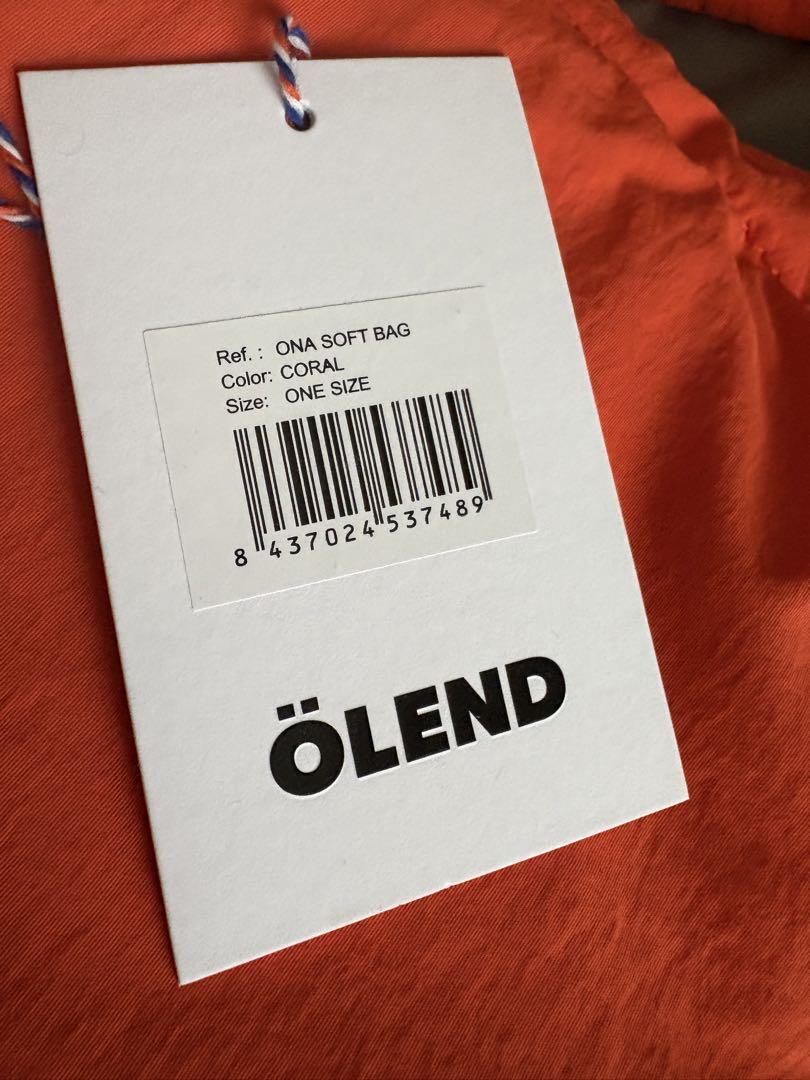 Ref. : ONA SOFT BAG
Color: CORAL
Size: ONE SIZE
8 437024 537489
ÖLEND